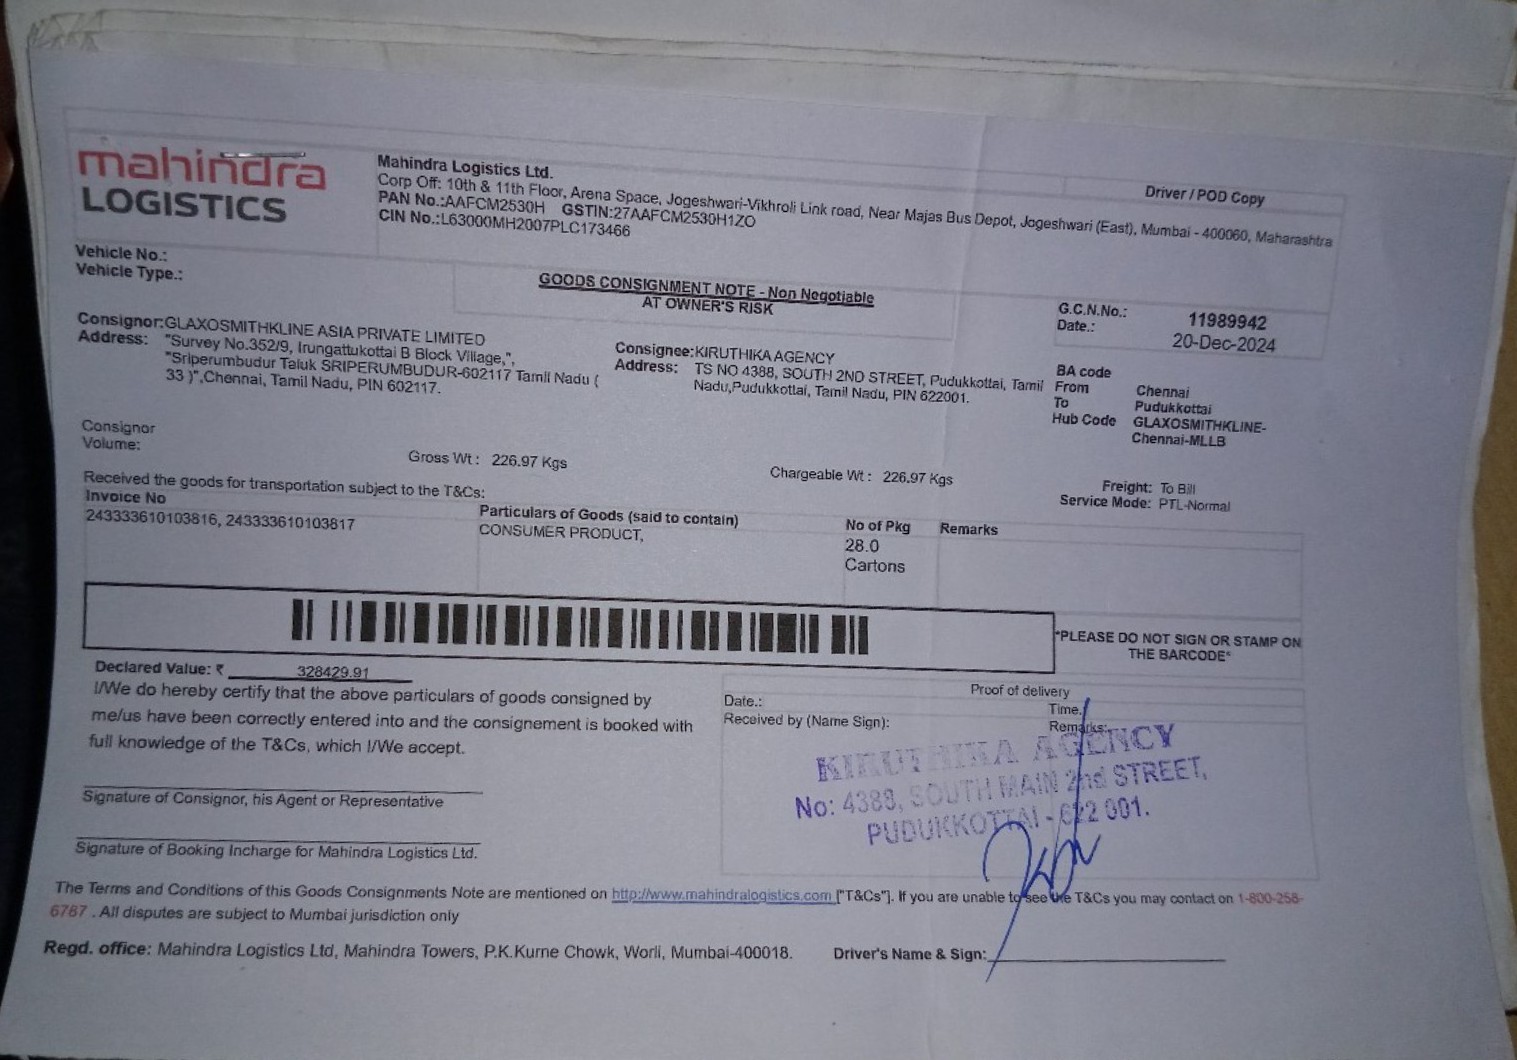 mahindra
LOGISTICS
Mahindra Logistics Ltd.
Corp Off: 10th & 11th Floor, Arena Space, Jogeshwari-Vikhroli Link road, Near Majas Bus Depot, Jogeshwari (East), Mumbai - 400060, Maharashtra
PAN No.:AAFCM2530H GSTIN:27AAFCM2530H1ZO
CIN No.:L63000MH2007PLC173466
Driver / POD Copy
Vehicle No.:
Vehicle Type.:
GOODS CONSIGNMENT NOTE - Non Negotiable
AT OWNER'S RISK
G.C.N.No.: 11989942
Date.: 20-Dec-2024
Consignor:GLAXOSMITHKLINE ASIA PRIVATE LIMITED
Address: "Survey No.352/9, Irungattukottai B Block Village,",
"Sriperumbudur Taluk SRIPERUMBUDUR-602117 Tamil Nadu (
33 )",Chennai, Tamil Nadu, PIN 602117.
Consignee:KIRUTHIKA AGENCY
Address: TS NO 4388, SOUTH 2ND STREET, Pudukkottai, Tamil
Nadu,Pudukkottai, Tamil Nadu, PIN 622001.
BA code
From Chennai
To Pudukkottai
Hub Code GLAXOSMITHKLINE-
Chennai-MLLB
Consignor
Volume:
Gross Wt : 226.97 Kgs
Chargeable Wt : 226.97 Kgs
Freight: To Bill
Service Mode: PTL-Normal
Received the goods for transportation subject to the T&Cs:
Invoice No
243333610103816, 243333610103817
Particulars of Goods (said to contain)
CONSUMER PRODUCT,
No of Pkg
28.0
Cartons
Remarks
*PLEASE DO NOT SIGN OR STAMP ON
THE BARCODE*
Declared Value: ₹ 328429.91
I/We do hereby certify that the above particulars of goods consigned by
me/us have been correctly entered into and the consignement is booked with
full knowledge of the T&Cs, which I/We accept.
Proof of delivery
Date.:
Time.
Received by (Name Sign):
Remarks:
KIRUTHIKA AGENCY
No: 4388, SOUTH MAIN 2nd STREET,
PUDUKKOTTAI - 622 001.
Signature of Consignor, his Agent or Representative
Signature of Booking Incharge for Mahindra Logistics Ltd.
The Terms and Conditions of this Goods Consignments Note are mentioned on http://www.mahindralogistics.com ["T&Cs"]. If you are unable to see the T&Cs you may contact on 1-800-258-
6787 . All disputes are subject to Mumbai jurisdiction only
Regd. office: Mahindra Logistics Ltd, Mahindra Towers, P.K.Kurne Chowk, Worli, Mumbai-400018.
Driver's Name & Sign: